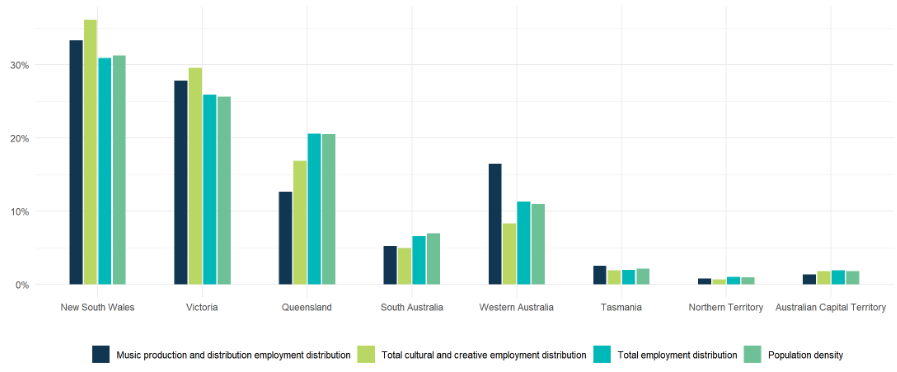 30%
20%
10%
0%
New South Wales Victoria Queensland South Australia Western Australia Tasmania Northern Territory Australian Capital Territory
Music production and distribution employment distribution Total cultural and creative employment distribution Total employment distribution Population density